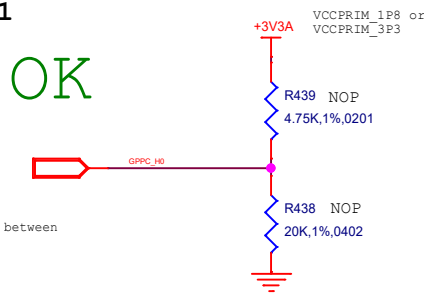 1
VCCPRIM_1P8 or
+3V3A VCCPRIM_3P3
OK
R439 NOP
4.75K,1%,0201
GPPC_H0
R438 NOP
20K,1%,0402
between